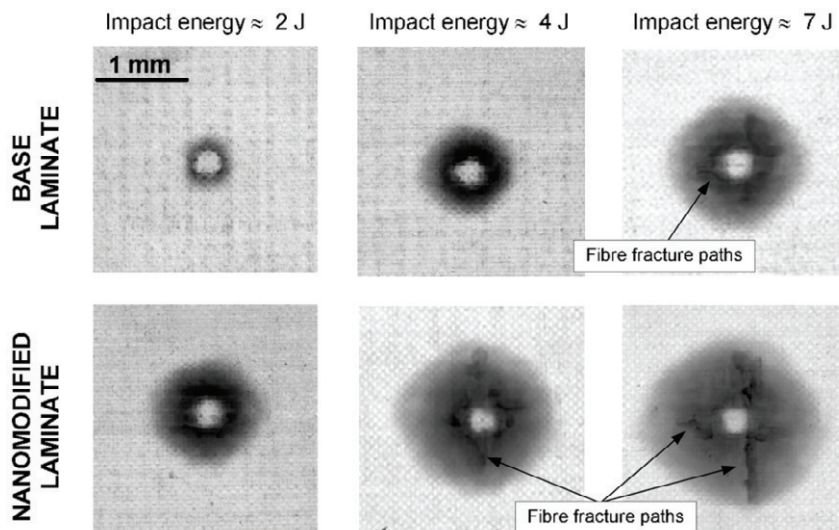 Impact energy ≈ 2 J
Impact energy ≈ 4 J
Impact energy ≈ 7 J
1 mm
BASE
LAMINATE
Fibre fracture paths
NANOMODIFIED
LAMINATE
Fibre fracture paths